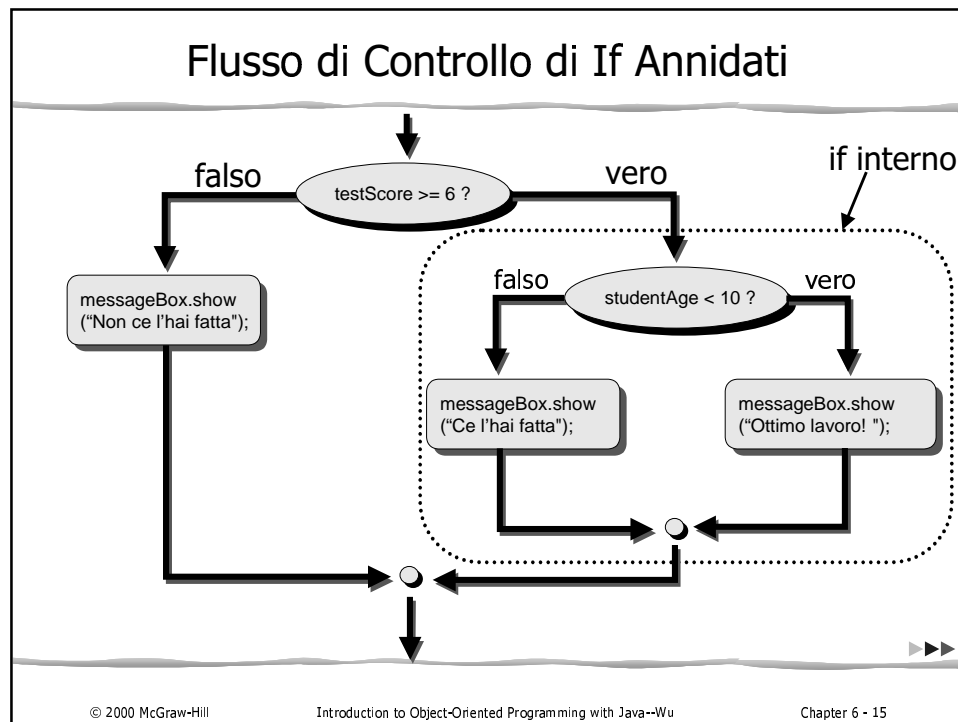 Flusso di Controllo di If Annidati
falso
testScore >= 6 ?
vero
if interno
messageBox.show
(“Non ce l'hai fatta");
falso
studentAge < 10 ?
vero
messageBox.show
(“Ce l'hai fatta");
messageBox.show
(“Ottimo lavoro! ");
© 2000 McGraw-Hill
Introduction to Object-Oriented Programming with Java--Wu
Chapter 6 - 15